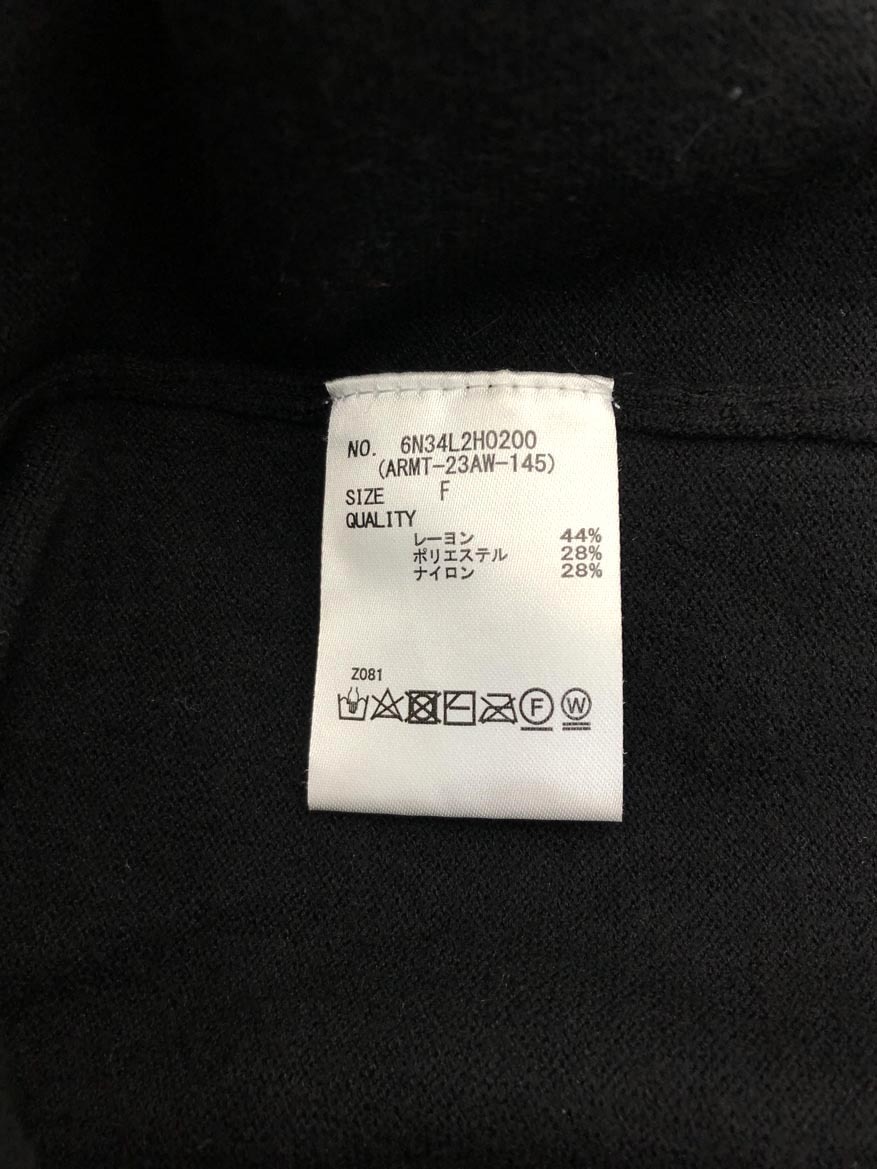 NO. 6N34L2H0200
(ARMT-23AW-145)
SIZE F
QUALITY
レーヨン 44%
ポリエステル 28%
ナイロン 28%
Z081
F W